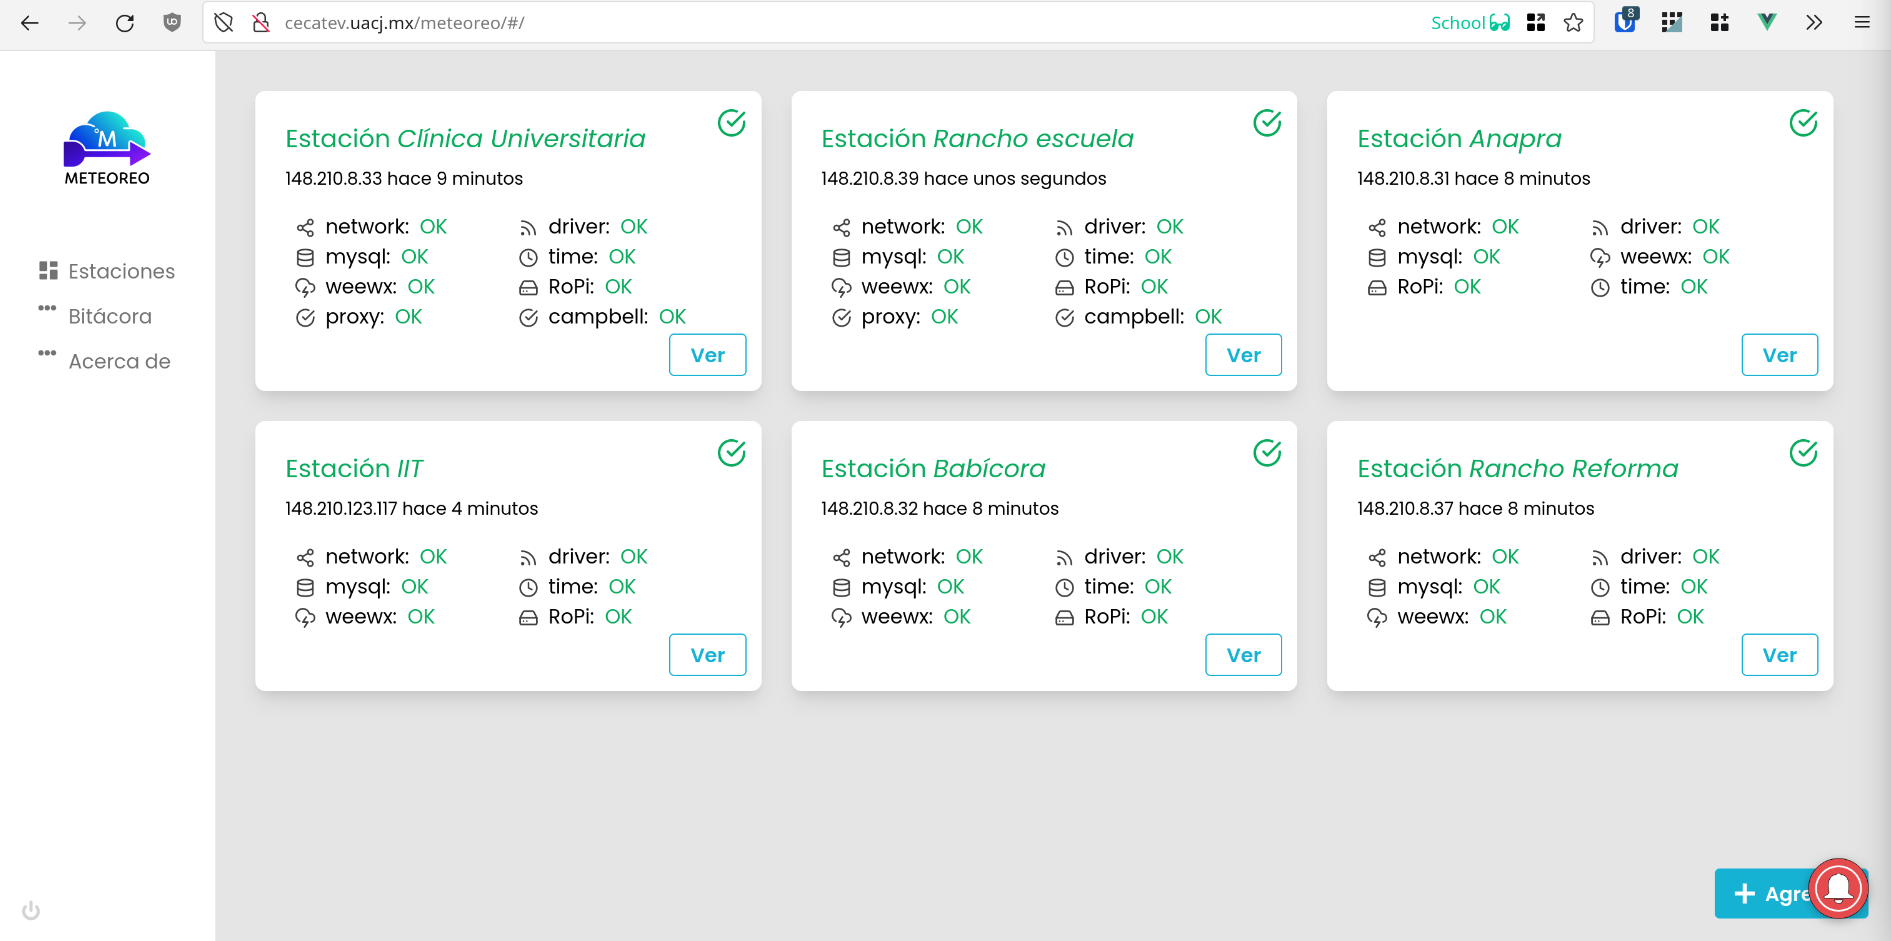 cecatev.uacj.mx/meteoreo/#/
School
8
°M
METEOREO
Estaciones
Bitácora
Acerca de
Estación Clínica Universitaria
148.210.8.33 hace 9 minutos
network: OK driver: OK
mysql: OK time: OK
weewx: OK RoPi: OK
proxy: OK campbell: OK
Ver
Estación Rancho escuela
148.210.8.39 hace unos segundos
network: OK driver: OK
mysql: OK time: OK
weewx: OK RoPi: OK
proxy: OK campbell: OK
Ver
Estación Anapra
148.210.8.31 hace 8 minutos
network: OK driver: OK
mysql: OK weewx: OK
RoPi: OK time: OK
Ver
Estación IIT
148.210.123.117 hace 4 minutos
network: OK driver: OK
mysql: OK time: OK
weewx: OK RoPi: OK
Ver
Estación Babícora
148.210.8.32 hace 8 minutos
network: OK driver: OK
mysql: OK time: OK
weewx: OK RoPi: OK
Ver
Estación Rancho Reforma
148.210.8.37 hace 8 minutos
network: OK driver: OK
mysql: OK time: OK
weewx: OK RoPi: OK
Ver